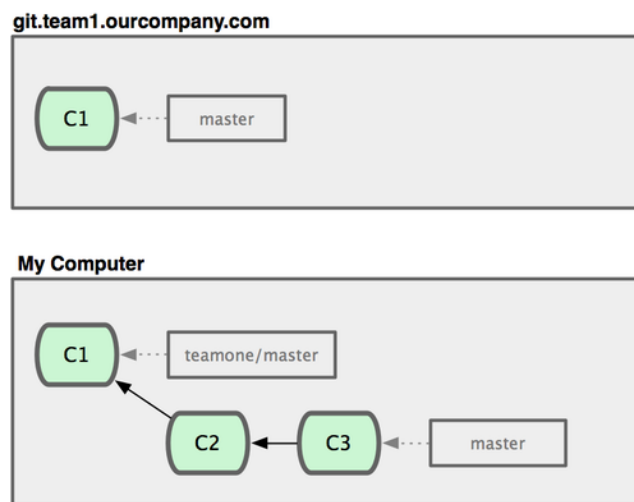 git.team1.ourcompany.com
C1
master
My Computer
C1
teamone/master
C2
C3
master